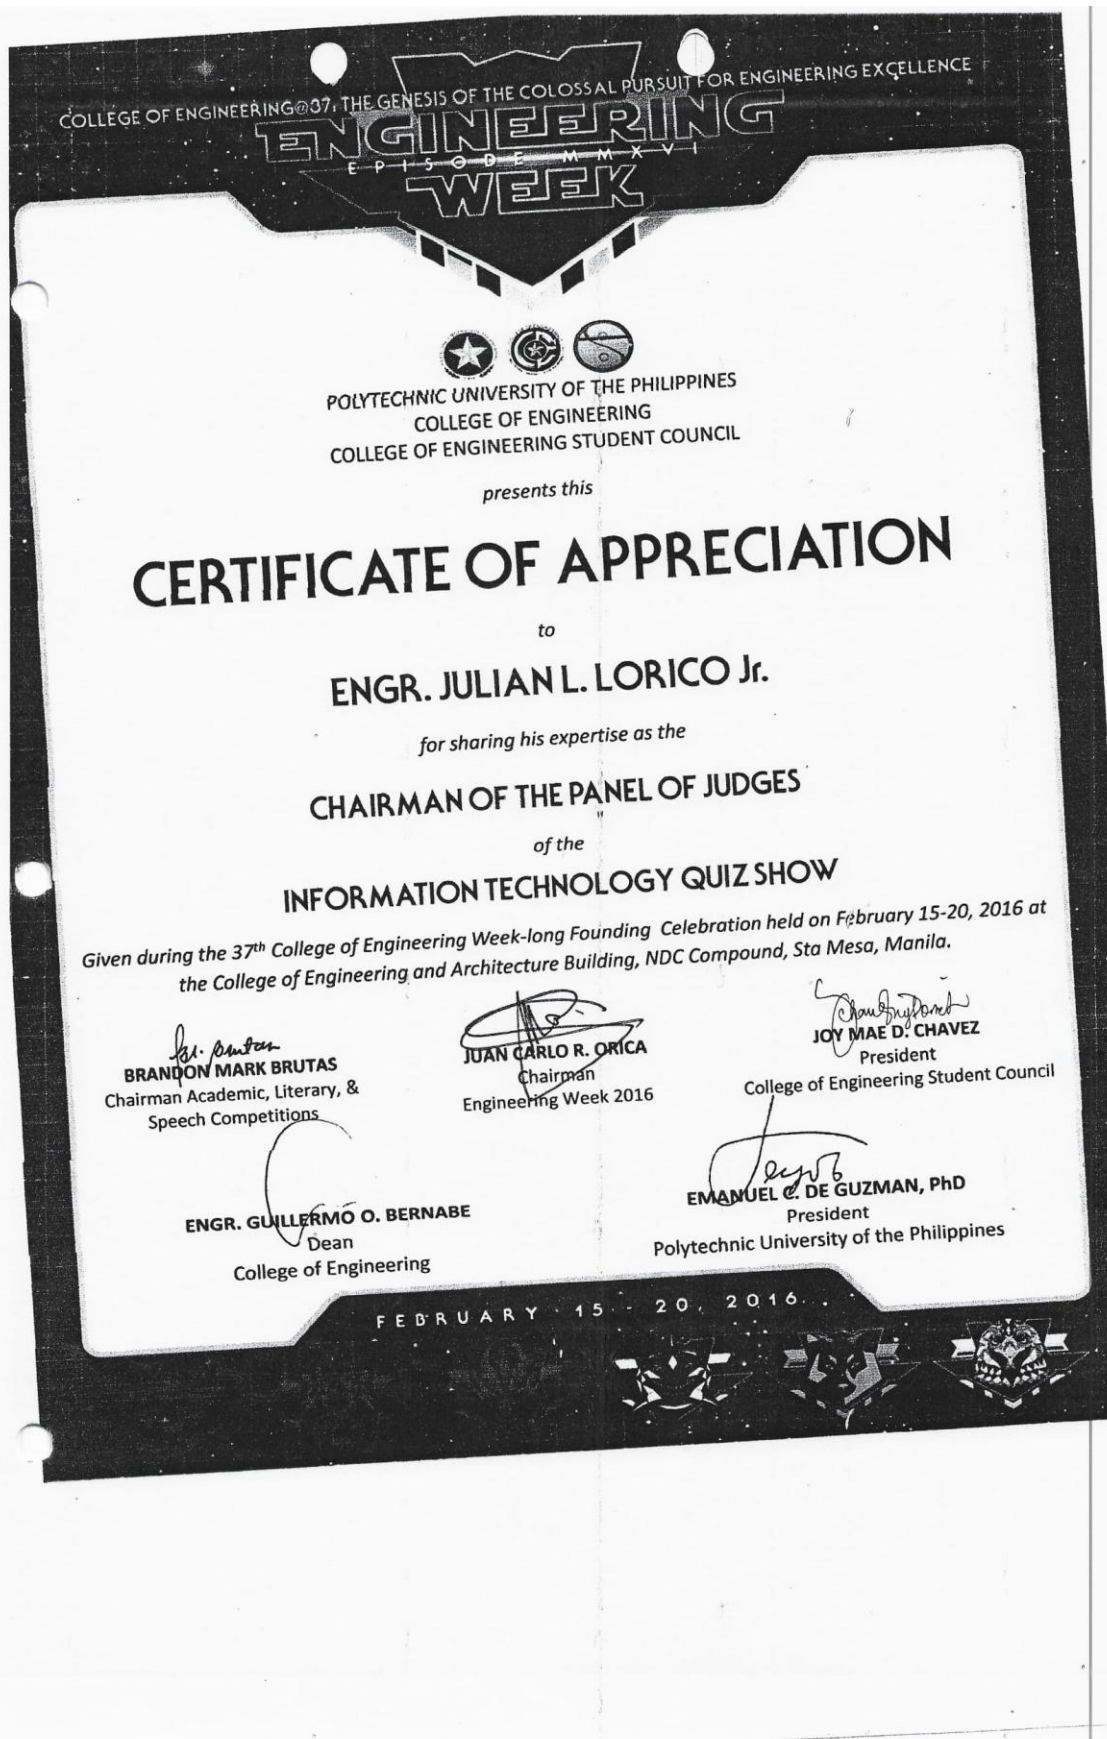 COLLEGE OF ENGINEERING@37: THE GENESIS OF THE COLOSSAL PURSUIT FOR ENGINEERING EXCELLENCE
ENGINEERING
EPISODE MMXVI
WEEK
POLYTECHNIC UNIVERSITY OF THE PHILIPPINES
COLLEGE OF ENGINEERING
COLLEGE OF ENGINEERING STUDENT COUNCIL
presents this
CERTIFICATE OF APPRECIATION
to
ENGR. JULIAN L. LORICO Jr.
for sharing his expertise as the
CHAIRMAN OF THE PANEL OF JUDGES
of the
INFORMATION TECHNOLOGY QUIZ SHOW
Given during the 37th College of Engineering Week-long Founding Celebration held on February 15-20, 2016 at
the College of Engineering and Architecture Building, NDC Compound, Sta Mesa, Manila.
BRANDON MARK BRUTAS
Chairman Academic, Literary, &
Speech Competitions
JUAN CARLO R. ORICA
Chairman
Engineering Week 2016
JOY MAE D. CHAVEZ
President
College of Engineering Student Council
ENGR. GUILLERMO O. BERNABE
Dean
College of Engineering
EMANUEL C. DE GUZMAN, PhD
President
Polytechnic University of the Philippines
FEBRUARY 15 - 20, 2016